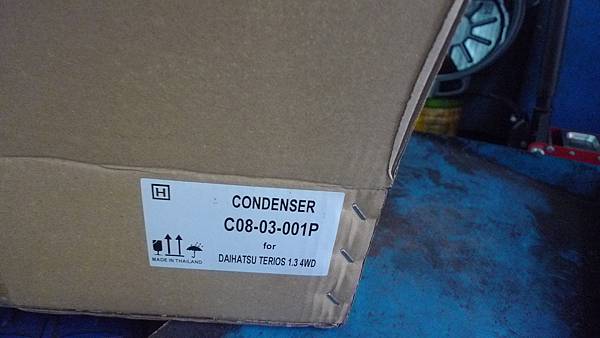 H
CONDENSER
C08-03-001P
for
DAIHATSU TERIOS 1.3 4WD
MADE IN THAILAND